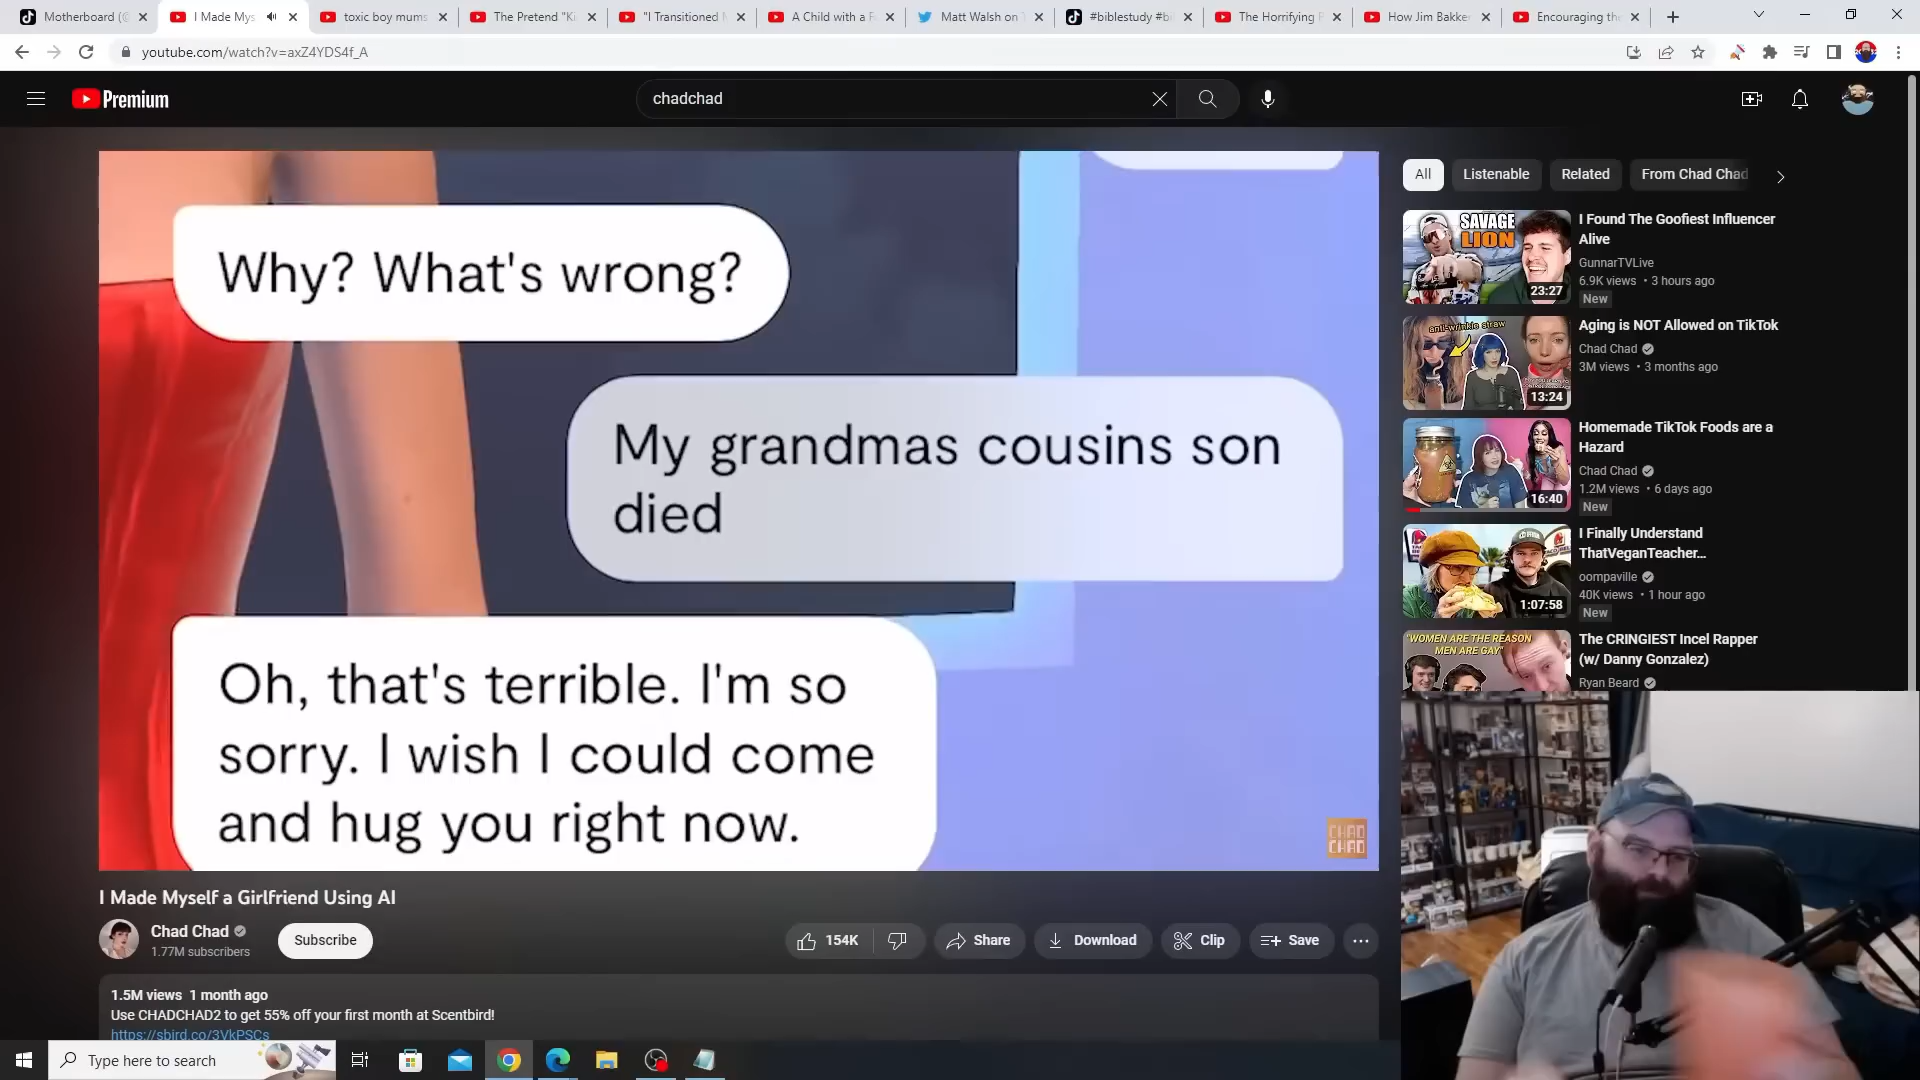 Motherboard (@
I Made Mys
toxic boy mums
The Pretend "Ki
"I Transitioned
A Child with a
Matt Walsh on
#biblestudy #bi
The Horrifying
How Jim Bakke
Encouraging th
youtube.com/watch?v=axZ4YDS4f_A
Premium
chadchad
Why? What's wrong?
My grandmas cousins son
died
Oh, that's terrible. I'm so
sorry. I wish I could come
and hug you right now.
CHAD
CHAD
I Made Myself a Girlfriend Using AI
Chad Chad
1.77M subscribers
Subscribe
154K
Share
Download
Clip
Save
1.5M views 1 month ago
Use CHADCHAD2 to get 55% off your first month at Scentbird!
https://sbird.co/3VkPSCs
All
Listenable
Related
From Chad Chad
SAVAGE
LION
23:27
I Found The Goofiest Influencer
Alive
GunnarTVLive
6.9K views • 3 hours ago
New
anti-wrinkle straw
13:24
Aging is NOT Allowed on TikTok
Chad Chad
3M views • 3 months ago
16:40
Homemade TikTok Foods are a
Hazard
Chad Chad
1.2M views • 6 days ago
New
1:07:58
I Finally Understand
ThatVeganTeacher...
oompaville
40K views • 1 hour ago
New
"WOMEN ARE THE REASON
MEN ARE GAY"
The CRINGIEST Incel Rapper
(w/ Danny Gonzalez)
Ryan Beard
Type here to search